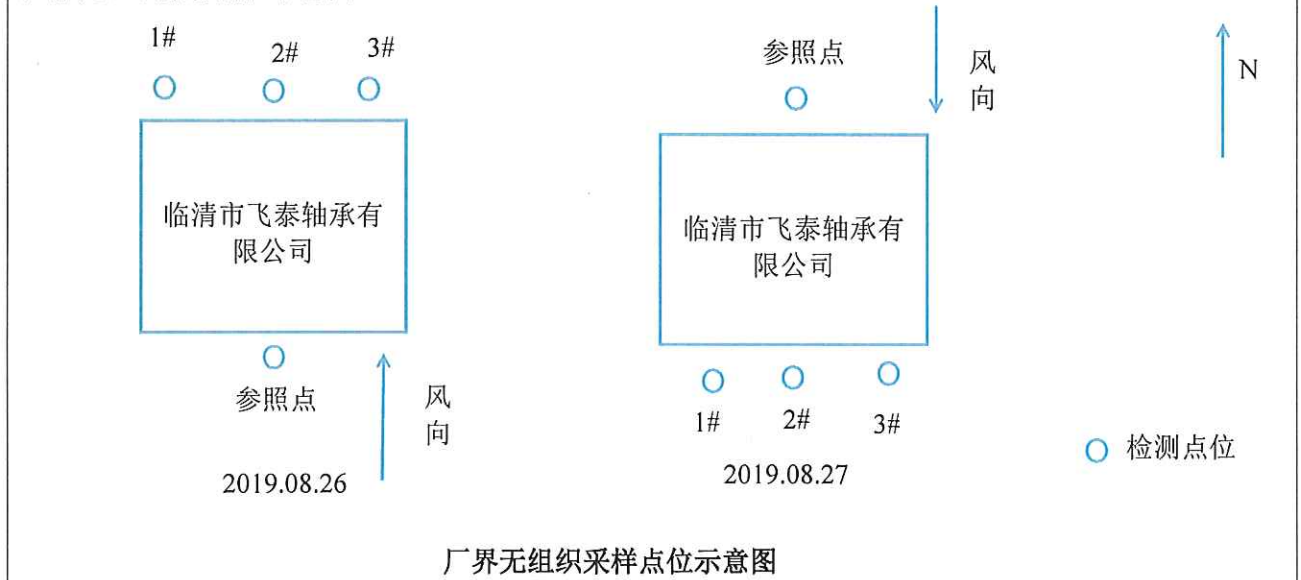 1#
2#
3#
临清市飞泰轴承有
限公司
参照点
风
向
2019.08.26
参照点
风
向
N
临清市飞泰轴承有
限公司
1#
2#
3#
2019.08.27
检测点位
厂界无组织采样点位示意图